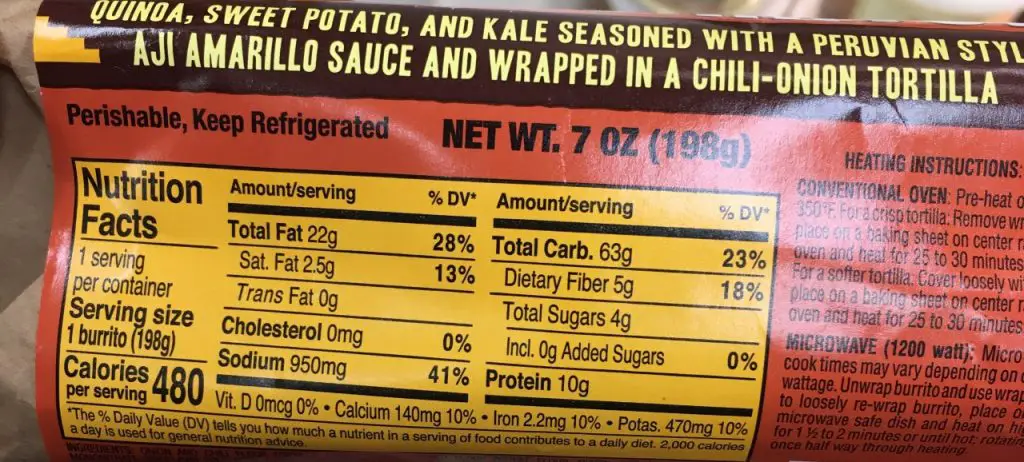 QUINOA, SWEET POTATO, AND KALE SEASONED WITH A PERUVIAN STYL
AJI AMARILLO SAUCE AND WRAPPED IN A CHILI-ONION TORTILLA
Perishable, Keep Refrigerated
NET WT. 7 OZ (198g)
Nutrition
Facts
1 serving
per container
Serving size
1 burrito (198g)
Calories
per serving 480
Amount/serving % DV*
Total Fat 22g 28%
Sat. Fat 2.5g 13%
Trans Fat 0g
Cholesterol 0mg 0%
Sodium 950mg 41%
Amount/serving % DV*
Total Carb. 63g 23%
Dietary Fiber 5g 18%
Total Sugars 4g
Incl. 0g Added Sugars 0%
Protein 10g
Vit. D 0mcg 0% • Calcium 140mg 10% • Iron 2.2mg 10% • Potas. 470mg 10%
*The % Daily Value (DV) tells you how much a nutrient in a serving of food contributes to a daily diet. 2,000 calories
a day is used for general nutrition advice.
HEATING INSTRUCTIONS:
CONVENTIONAL OVEN: Pre-heat o
350°F. For a crisp tortilla: Remove wr
place on a baking sheet on center r
oven and heat for 25 to 30 minutes
For a softer tortilla: Cover loosely wi
place on a baking sheet on center r
oven and heat for 25 to 30 minutes
MICROWAVE (1200 watt): Micro
cook times may vary depending on
wattage. Unwrap burrito and use wrap
to loosely re-wrap burrito, place o
microwave safe dish and heat on hi
for 1 ½ to 2 minutes or until hot, rotatin
once half way through heating.